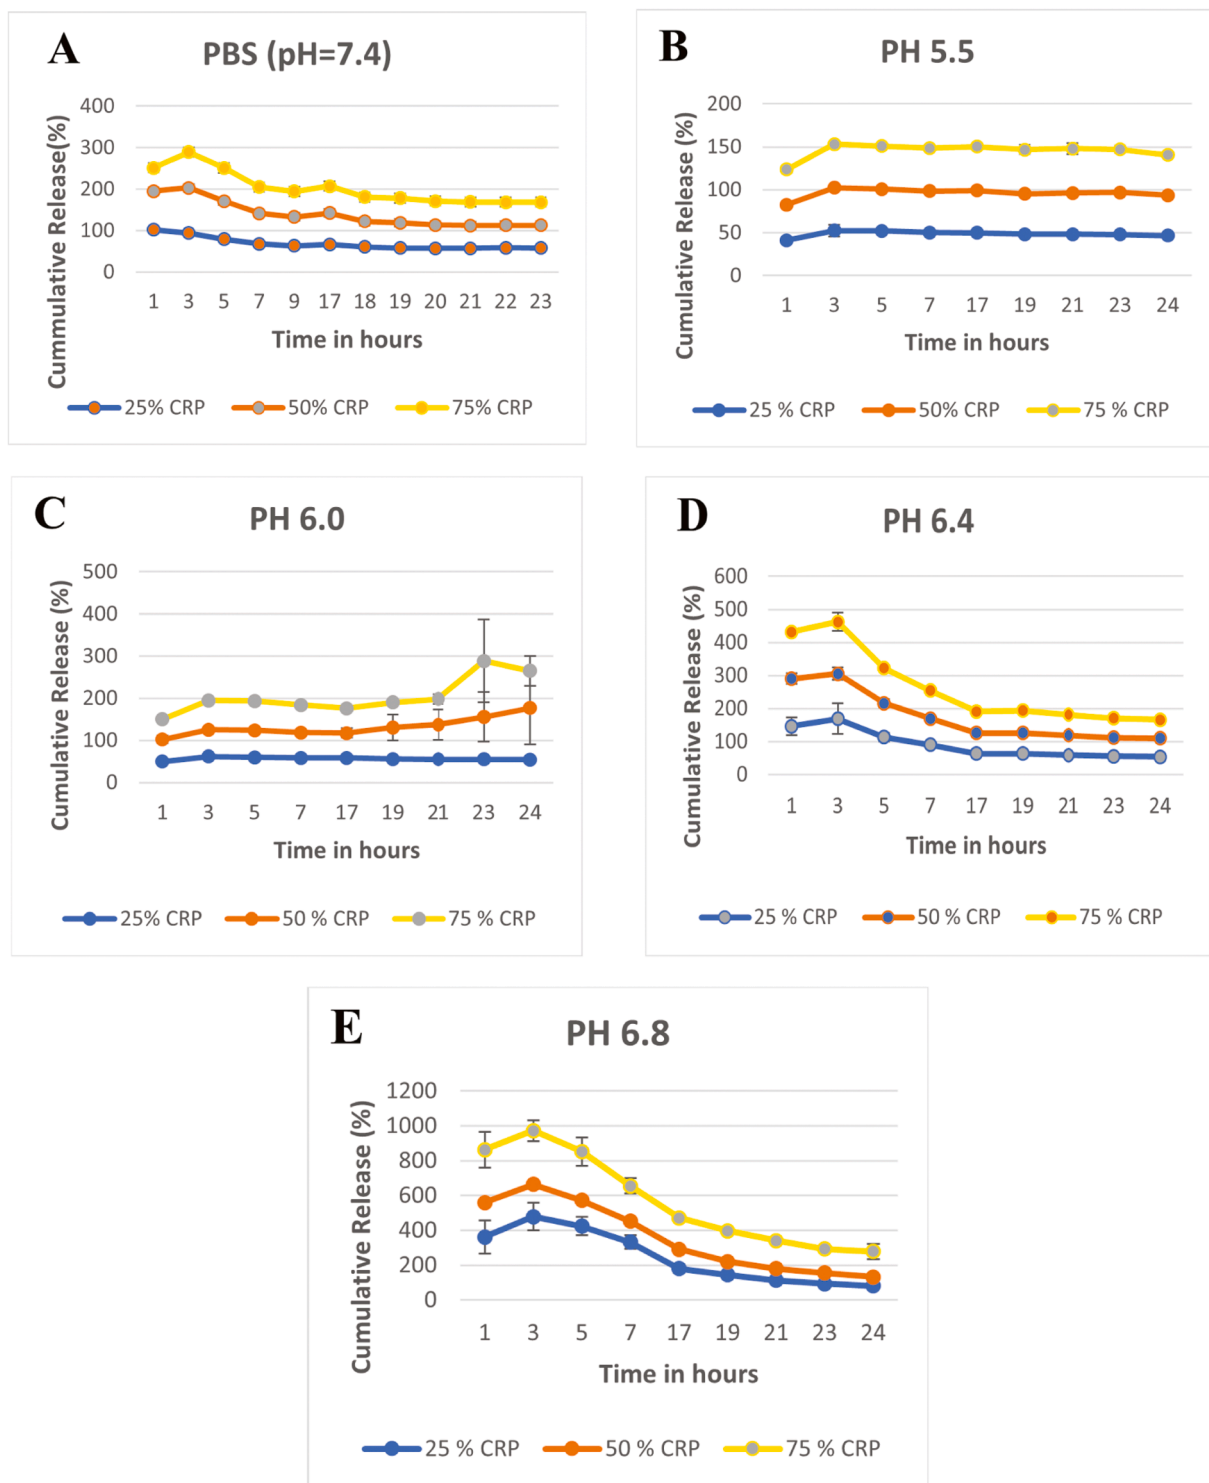 A
PBS (pH=7.4)
Cummulative Release(%)
400
300
200
100
0
1 3 5 7 9 17 18 19 20 21 22 23
Time in hours
25% CRP 50% CRP 75% CRP
B
PH 5.5
Cumulative Release (%)
200
150
100
50
0
1 3 5 7 17 19 21 23 24
Time in hours
25 % CRP 50% CRP 75 % CRP
C
PH 6.0
Cumulative Release (%)
500
400
300
200
100
0
1 3 5 7 17 19 21 23 24
Time in hours
25% CRP 50 % CRP 75 % CRP
D
PH 6.4
Cumulative Release (%)
600
500
400
300
200
100
0
1 3 5 7 17 19 21 23 24
Time in hours
25 % CRP 50 % CRP 75 % CRP
E
PH 6.8
Cumulative Release (%)
1200
1000
800
600
400
200
0
1 3 5 7 17 19 21 23 24
Time in hours
25 % CRP 50 % CRP 75 % CRP